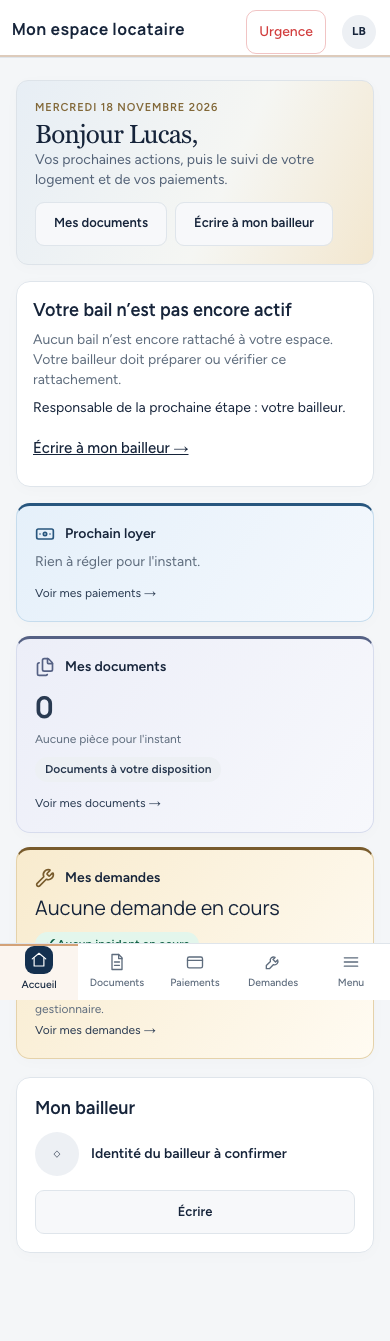 Mon espace locataire
Urgence
LB
MERCREDI 18 NOVEMBRE 2026
Bonjour Lucas,
Vos prochaines actions, puis le suivi de votre
logement et de vos paiements.
Mes documents
Écrire à mon bailleur
Votre bail n’est pas encore actif
Aucun bail n’est encore rattaché à votre espace.
Votre bailleur doit préparer ou vérifier ce
rattachement.
Responsable de la prochaine étape : votre bailleur.
Écrire à mon bailleur →
Prochain loyer
Rien à régler pour l'instant.
Voir mes paiements →
Mes documents
0
Aucune pièce pour l'instant
Documents à votre disposition
Voir mes documents →
Mes demandes
Aucune demande en cours
✓ Aucun incident en cours
Accueil
Documents
Paiements
Demandes
Menu
gestionnaire.
Voir mes demandes →
Mon bailleur
Identité du bailleur à confirmer
Écrire